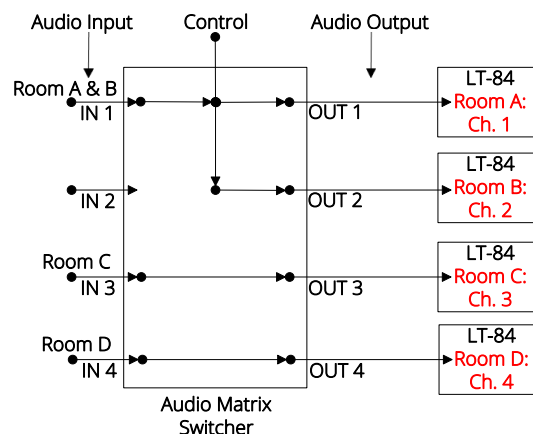 Audio Input
Control
Audio Output
Room A & B
IN 1
OUT 1
LT-84
Room A:
Ch. 1
IN 2
OUT 2
LT-84
Room B:
Ch. 2
Room C
IN 3
OUT 3
LT-84
Room C:
Ch. 3
Room D
IN 4
OUT 4
LT-84
Room D:
Ch. 4
Audio Matrix
Switcher